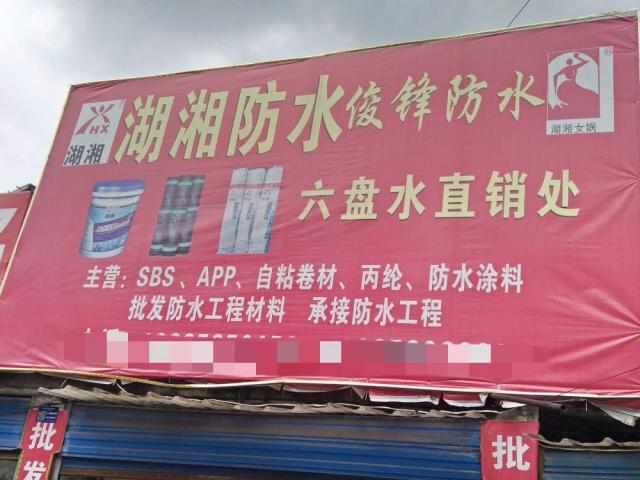 湖湘防水俊锋防水
HX
湖湘
湖湘女娲
六盘水直销处
主营：SBS、APP、自粘卷材、丙纶、防水涂料
批发防水工程材料 承接防水工程
批发
批